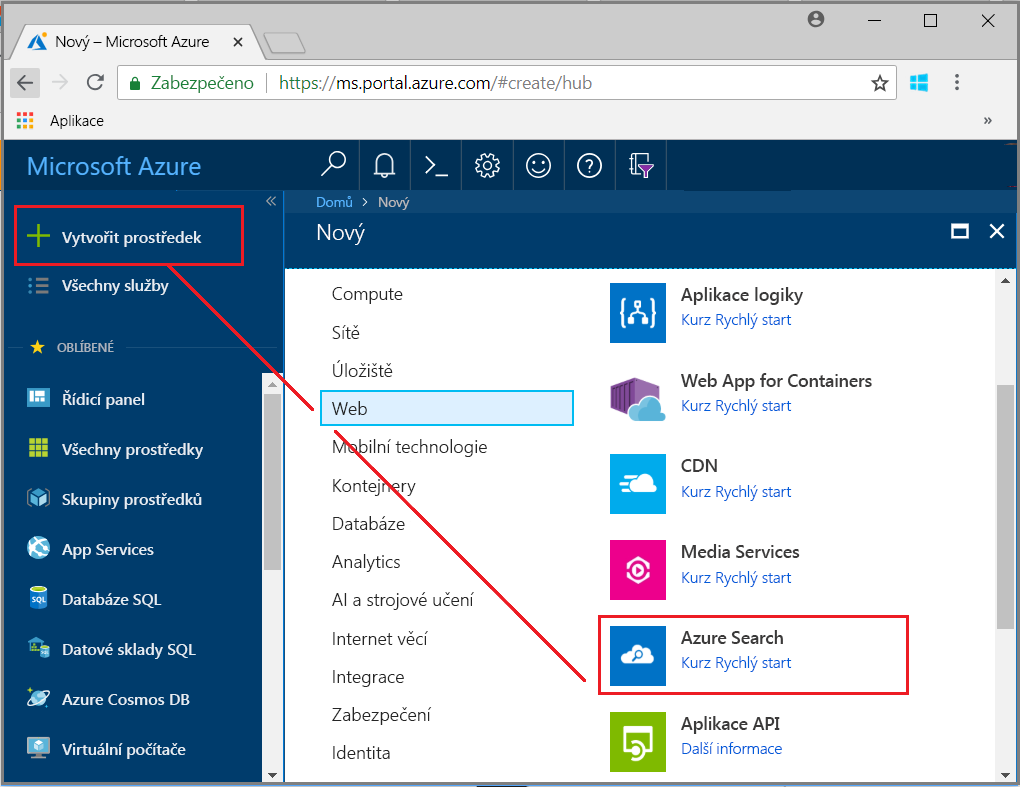 Nový – Microsoft Azure
Zabezpečeno
https://ms.portal.azure.com/#create/hub
Aplikace
»
Microsoft Azure
Vytvořit prostředek
Všechny služby
OBLÍBENÉ
Řídicí panel
Všechny prostředky
Skupiny prostředků
App Services
SQL
Databáze SQL
Datové sklady SQL
Azure Cosmos DB
Virtuální počítače
Domů > Nový
Nový
Compute
Sítě
Úložiště
Web
Mobilní technologie
Kontejnery
Databáze
Analytics
AI a strojové učení
Internet věcí
Integrace
Zabezpečení
Identita
Aplikace logiky
Kurz Rychlý start
Web App for Containers
Kurz Rychlý start
CDN
Kurz Rychlý start
Media Services
Kurz Rychlý start
Azure Search
Kurz Rychlý start
Aplikace API
Další informace